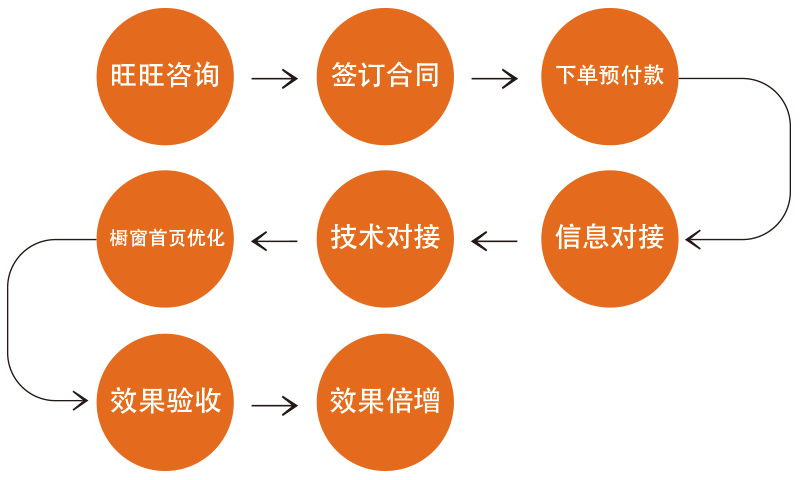 旺旺咨询
签订合同
下单预付款
信息对接
技术对接
橱窗首页优化
效果验收
效果倍增